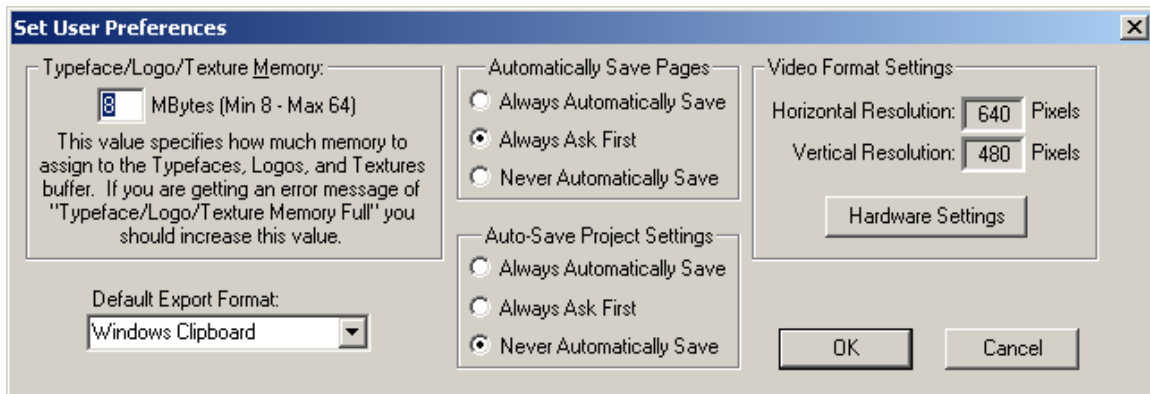 Set User Preferences
Typeface/Logo/Texture Memory:
8 MBytes (Min 8 - Max 64)
This value specifies how much memory to
assign to the Typefaces, Logos, and Textures
buffer. If you are getting an error message of
"Typeface/Logo/Texture Memory Full" you
should increase this value.
Default Export Format:
Windows Clipboard
Automatically Save Pages
Always Automatically Save
Always Ask First
Never Automatically Save
Auto-Save Project Settings
Always Automatically Save
Always Ask First
Never Automatically Save
Video Format Settings
Horizontal Resolution: 640 Pixels
Vertical Resolution: 480 Pixels
Hardware Settings
OK
Cancel